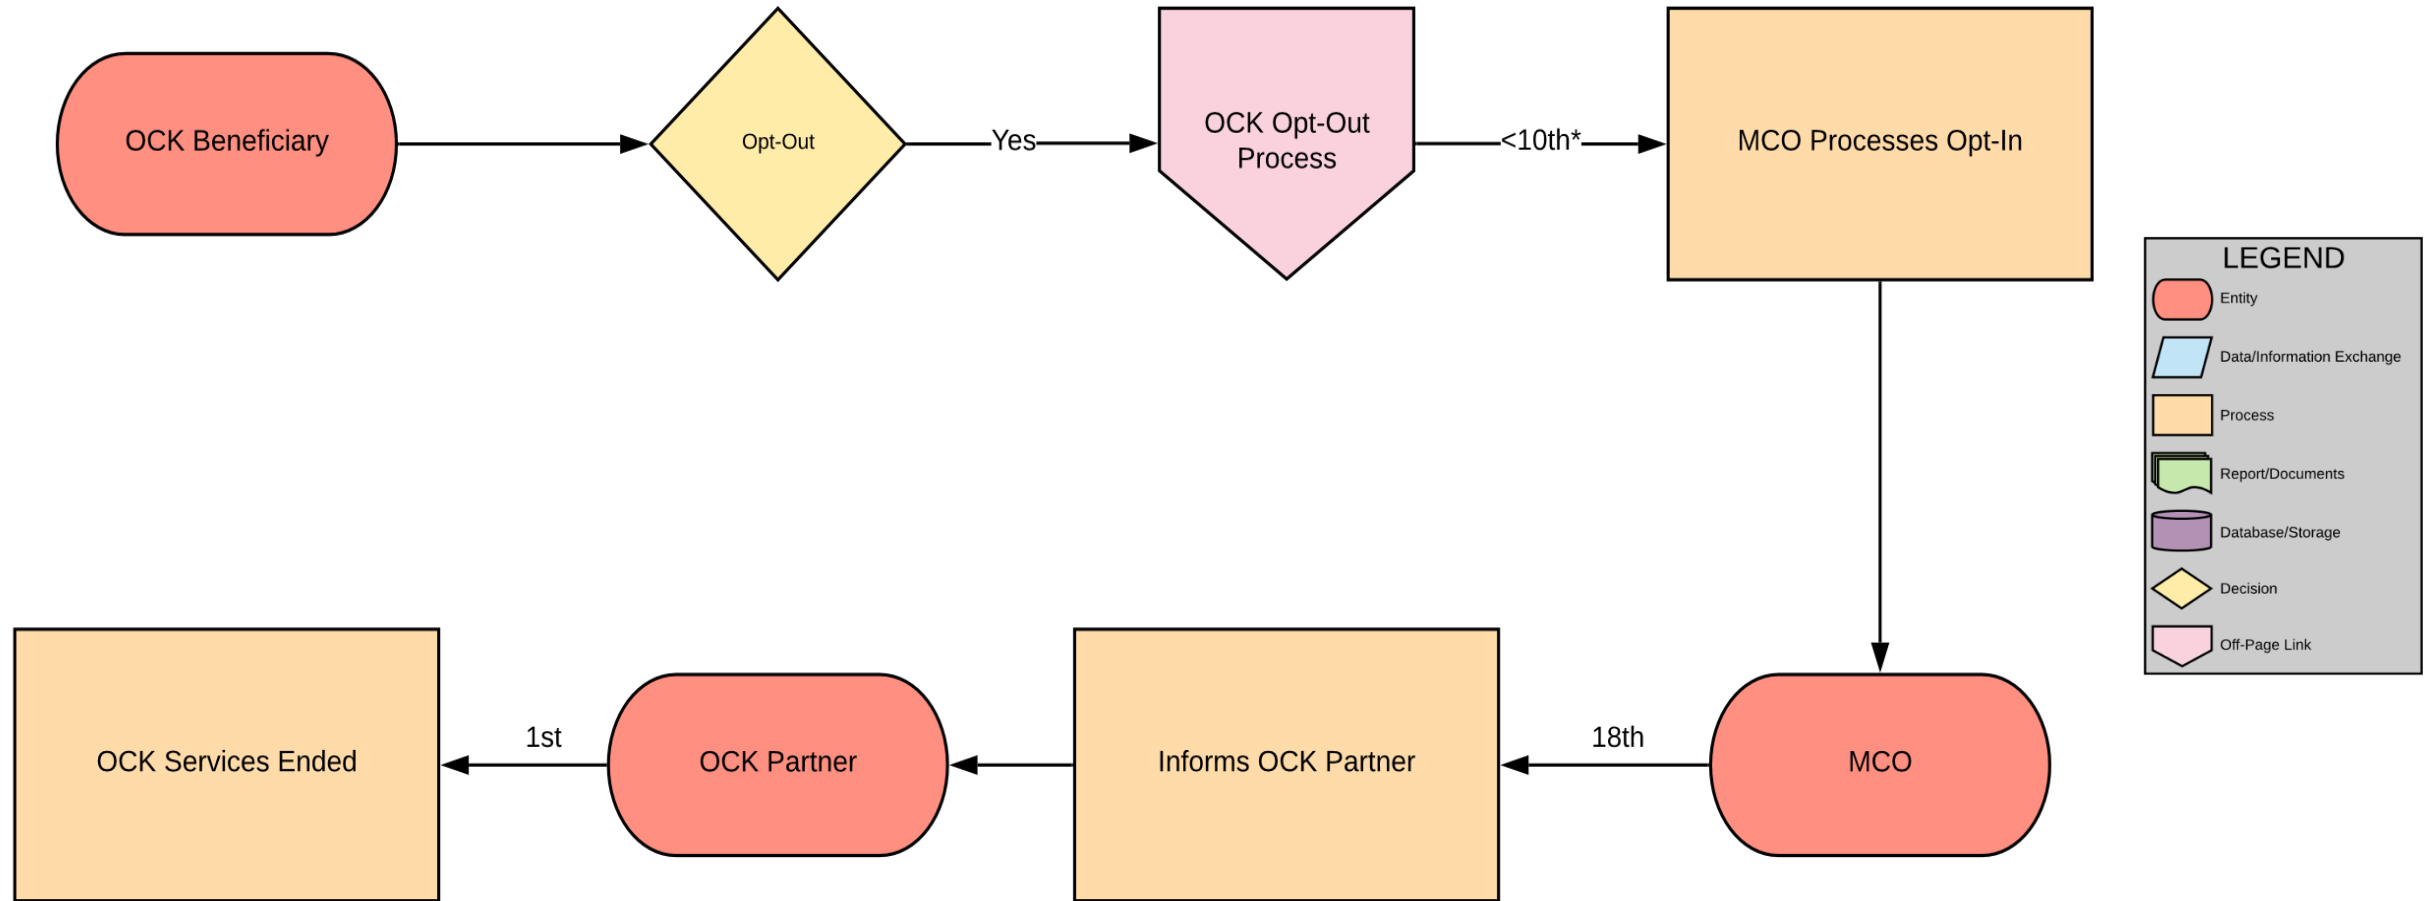 OCK Beneficiary
Opt-Out
Yes
OCK Opt-Out
Process
<10th*
MCO Processes Opt-In
LEGEND
Entity
Data/Information Exchange
Process
Report/Documents
Database/Storage
Decision
Off-Page Link
OCK Services Ended
1st
OCK Partner
Informs OCK Partner
18th
MCO